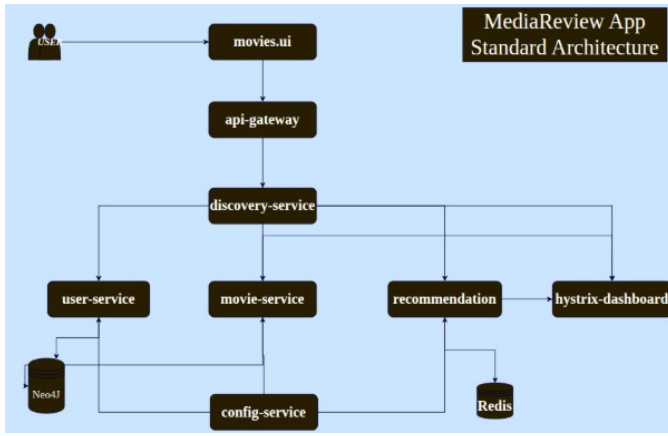 MediaReview App
Standard Architecture
USER
movies.ui
api-gateway
discovery-service
user-service
movie-service
recommendation
hystrix-dashboard
Neo4J
config-service
Redis